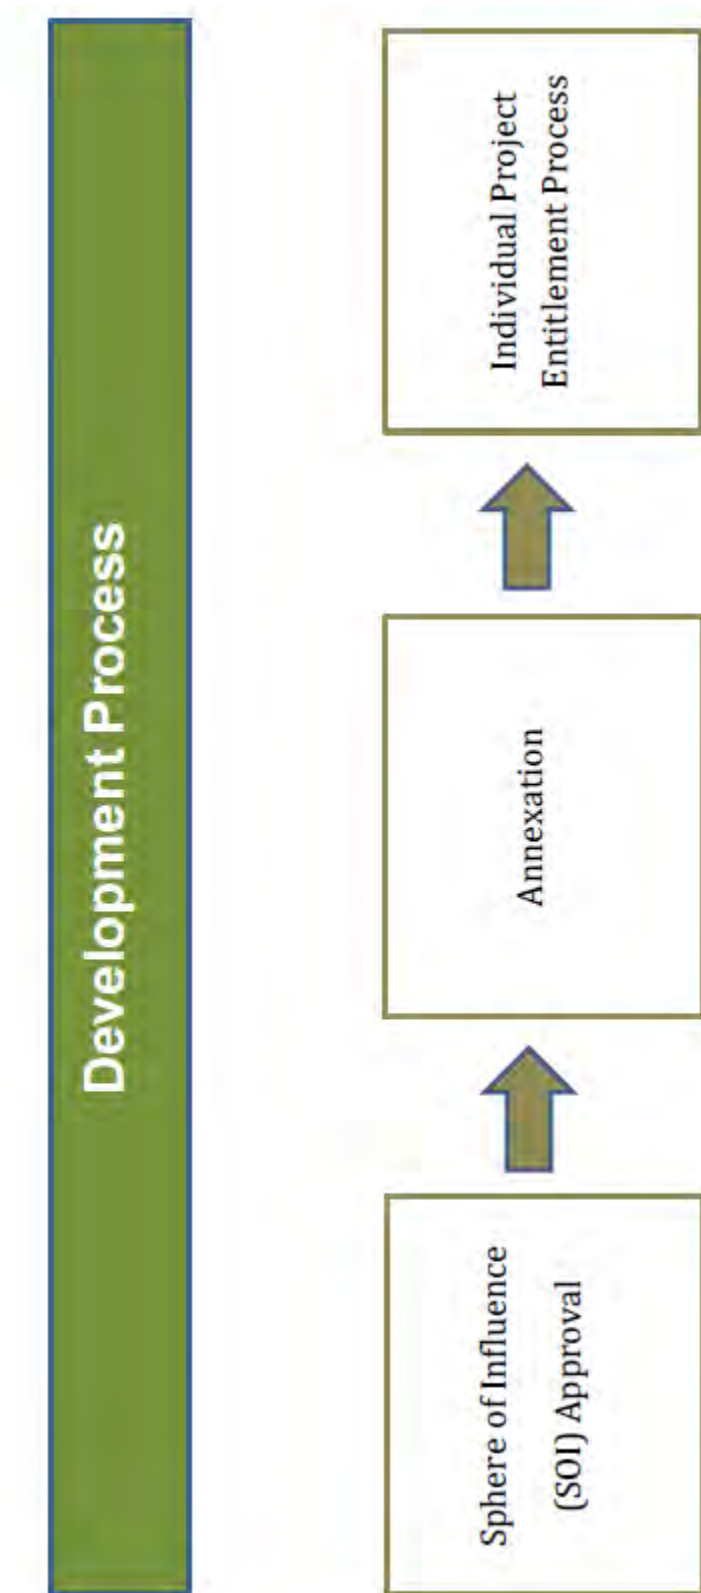 Development Process
Sphere of Influence
(SOI) Approval
Annexation
Individual Project
Entitlement Process